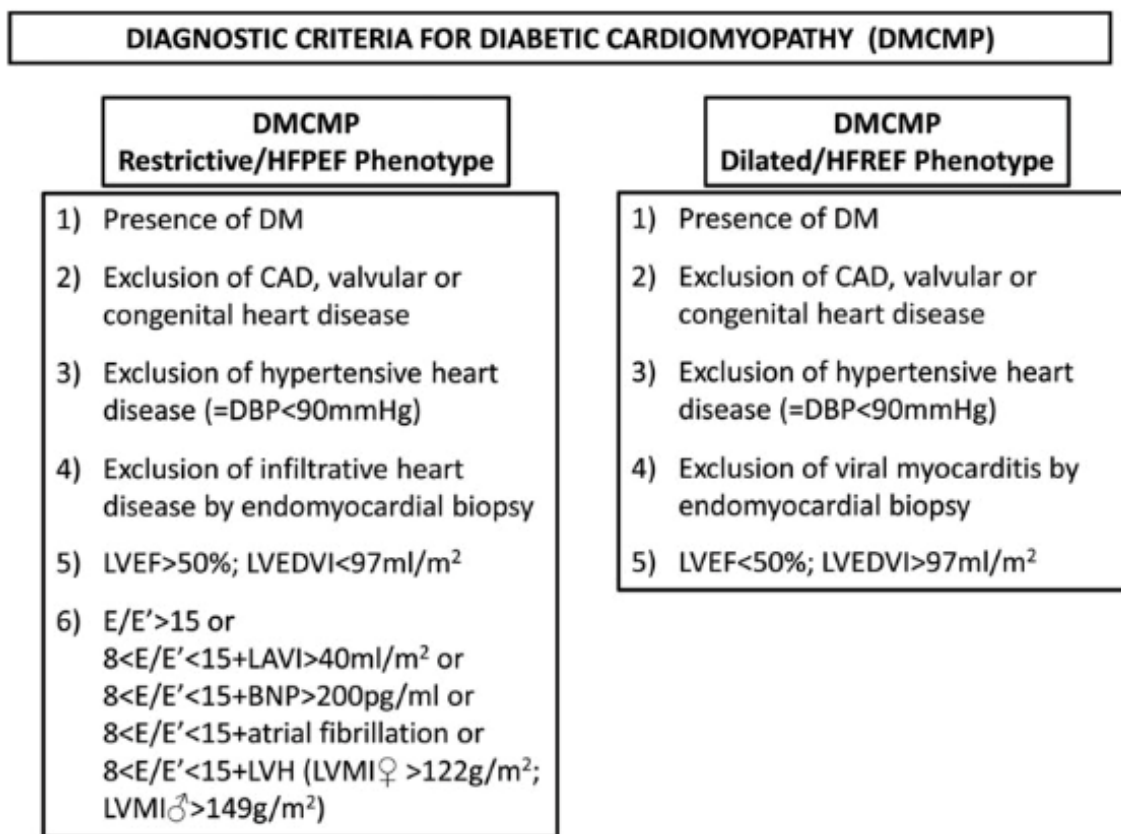 DIAGNOSTIC CRITERIA FOR DIABETIC CARDIOMYOPATHY (DMCMP)
DMCMP
Restrictive/HFPEF Phenotype
1) Presence of DM
2) Exclusion of CAD, valvular or
congenital heart disease
3) Exclusion of hypertensive heart
disease (=DBP<90mmHg)
4) Exclusion of infiltrative heart
disease by endomyocardial biopsy
5) LVEF>50%; LVEDVI<97ml/m²
6) E/E’>15 or
8<E/E’<15+LAVI>40ml/m² or
8<E/E’<15+BNP>200pg/ml or
8<E/E’<15+atrial fibrillation or
8<E/E’<15+LVH (LVMI♀ >122g/m²;
LVMI♂>149g/m²)
DMCMP
Dilated/HFREF Phenotype
1) Presence of DM
2) Exclusion of CAD, valvular or
congenital heart disease
3) Exclusion of hypertensive heart
disease (=DBP<90mmHg)
4) Exclusion of viral myocarditis by
endomyocardial biopsy
5) LVEF<50%; LVEDVI>97ml/m²